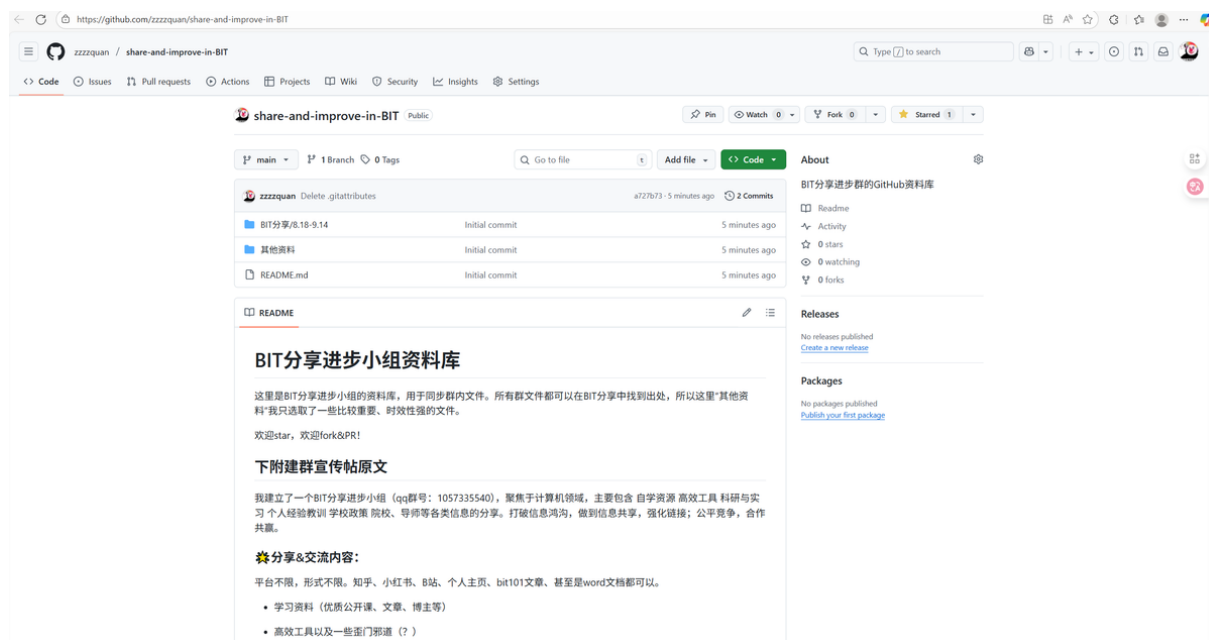 https://github.com/zzzzquan/share-and-improve-in-BIT
zzzzquan / share-and-improve-in-BIT
Type / to search
Code Issues Pull requests Actions Projects Wiki Security Insights Settings
share-and-improve-in-BIT Public
Pin Watch 0 Fork 0 Starred 1
main 1 Branch 0 Tags
Go to file t
Add file Code
zzzzquan Delete .gitattributes a727b73 · 5 minutes ago 2 Commits
BIT分享/8.18-9.14 Initial commit 5 minutes ago
其他资料 Initial commit 5 minutes ago
README.md Initial commit 5 minutes ago
README
BIT分享进步小组资料库
这里是BIT分享进步小组的资料库，用于同步群内文件。所有群文件都可以在BIT分享中找到出处，所以这里“其他资
料”我只选取了一些比较重要、时效性强的文件。
欢迎star，欢迎fork&PR！
下附建群宣传帖原文
我建立了一个BIT分享进步小组（qq群号：1057335540），聚焦于计算机领域，主要包含 自学资源 高效工具 科研与实
习 个人经验教训 学校政策 院校、导师等各类信息的分享。打破信息鸿沟，做到信息共享，强化链接；公平竞争，合作
共赢。
分享&交流内容：
平台不限，形式不限。知乎、小红书、B站、个人主页、bit101文章、甚至是word文档都可以。
• 学习资料（优质公开课、文章、博主等）
• 高效工具以及一些歪门邪道（？）
About
BIT分享进步群的GitHub资料库
Readme
Activity
0 stars
0 watching
0 forks
Releases
No releases published
Create a new release
Packages
No packages published
Publish your first package